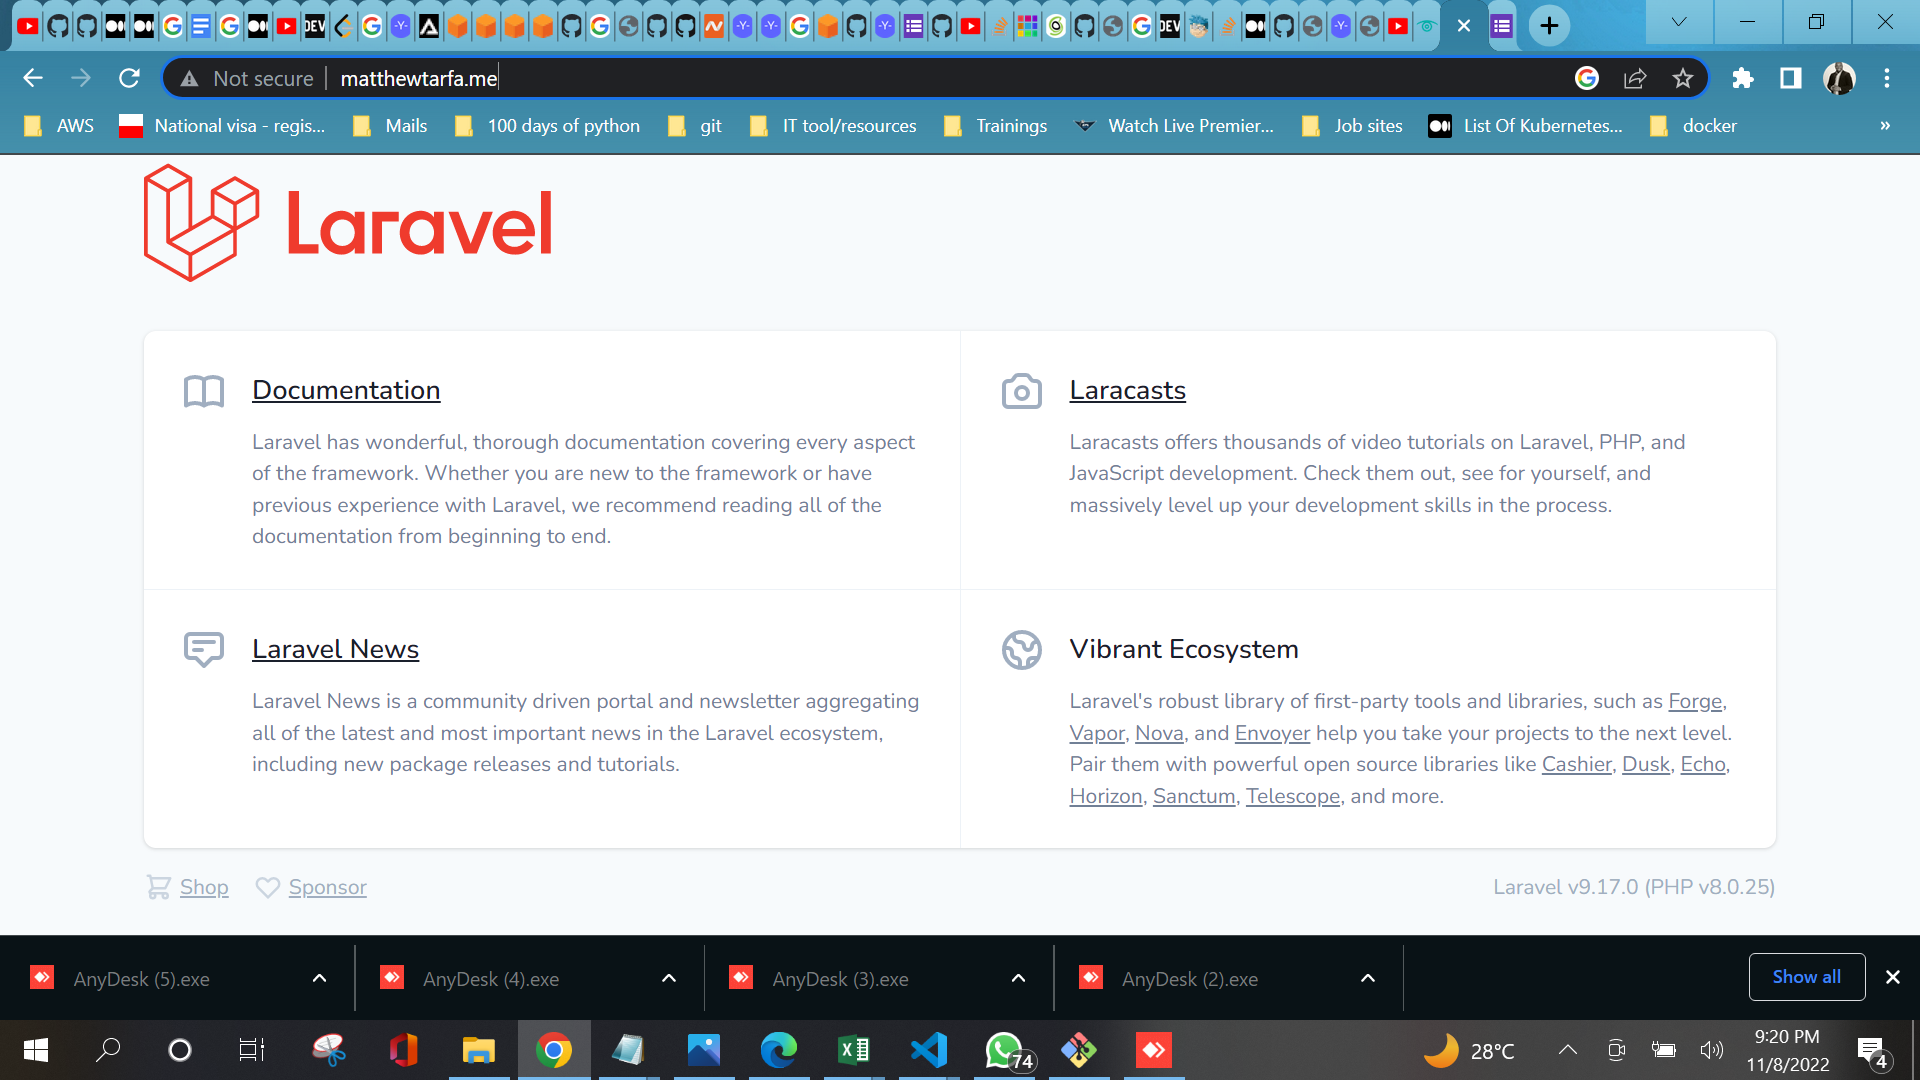 Not secure
matthewtarfa.me
AWS
National visa - regis...
Mails
100 days of python
git
IT tool/resources
Trainings
Watch Live Premier...
Job sites
List Of Kubernetes...
docker
»
Laravel
Documentation
Laravel has wonderful, thorough documentation covering every aspect
of the framework. Whether you are new to the framework or have
previous experience with Laravel, we recommend reading all of the
documentation from beginning to end.
Laracasts
Laracasts offers thousands of video tutorials on Laravel, PHP, and
JavaScript development. Check them out, see for yourself, and
massively level up your development skills in the process.
Laravel News
Laravel News is a community driven portal and newsletter aggregating
all of the latest and most important news in the Laravel ecosystem,
including new package releases and tutorials.
Vibrant Ecosystem
Laravel's robust library of first-party tools and libraries, such as Forge,
Vapor, Nova, and Envoyer help you take your projects to the next level.
Pair them with powerful open source libraries like Cashier, Dusk, Echo,
Horizon, Sanctum, Telescope, and more.
Shop
Sponsor
Laravel v9.17.0 (PHP v8.0.25)
AnyDesk (5).exe
AnyDesk (4).exe
AnyDesk (3).exe
AnyDesk (2).exe
Show all
74
28°C
9:20 PM
11/8/2022
4